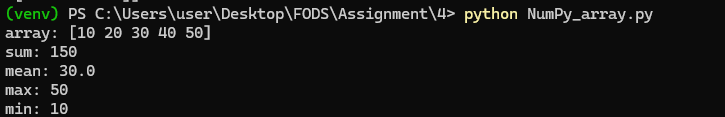 (venv) PS C:\Users\user\Desktop\FODS\Assignment\4> python NumPy_array.py
array: [10 20 30 40 50]
sum: 150
mean: 30.0
max: 50
min: 10